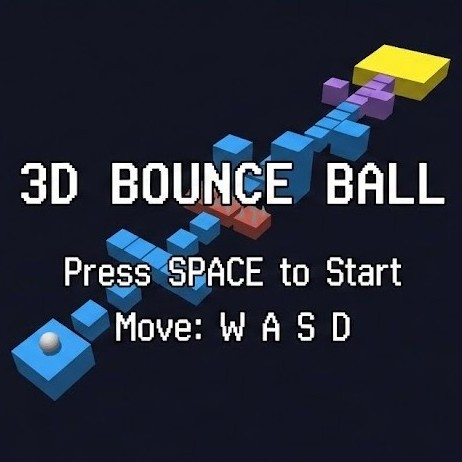 3D BOUNCE BALL
Press SPACE to Start
Move: W A S D